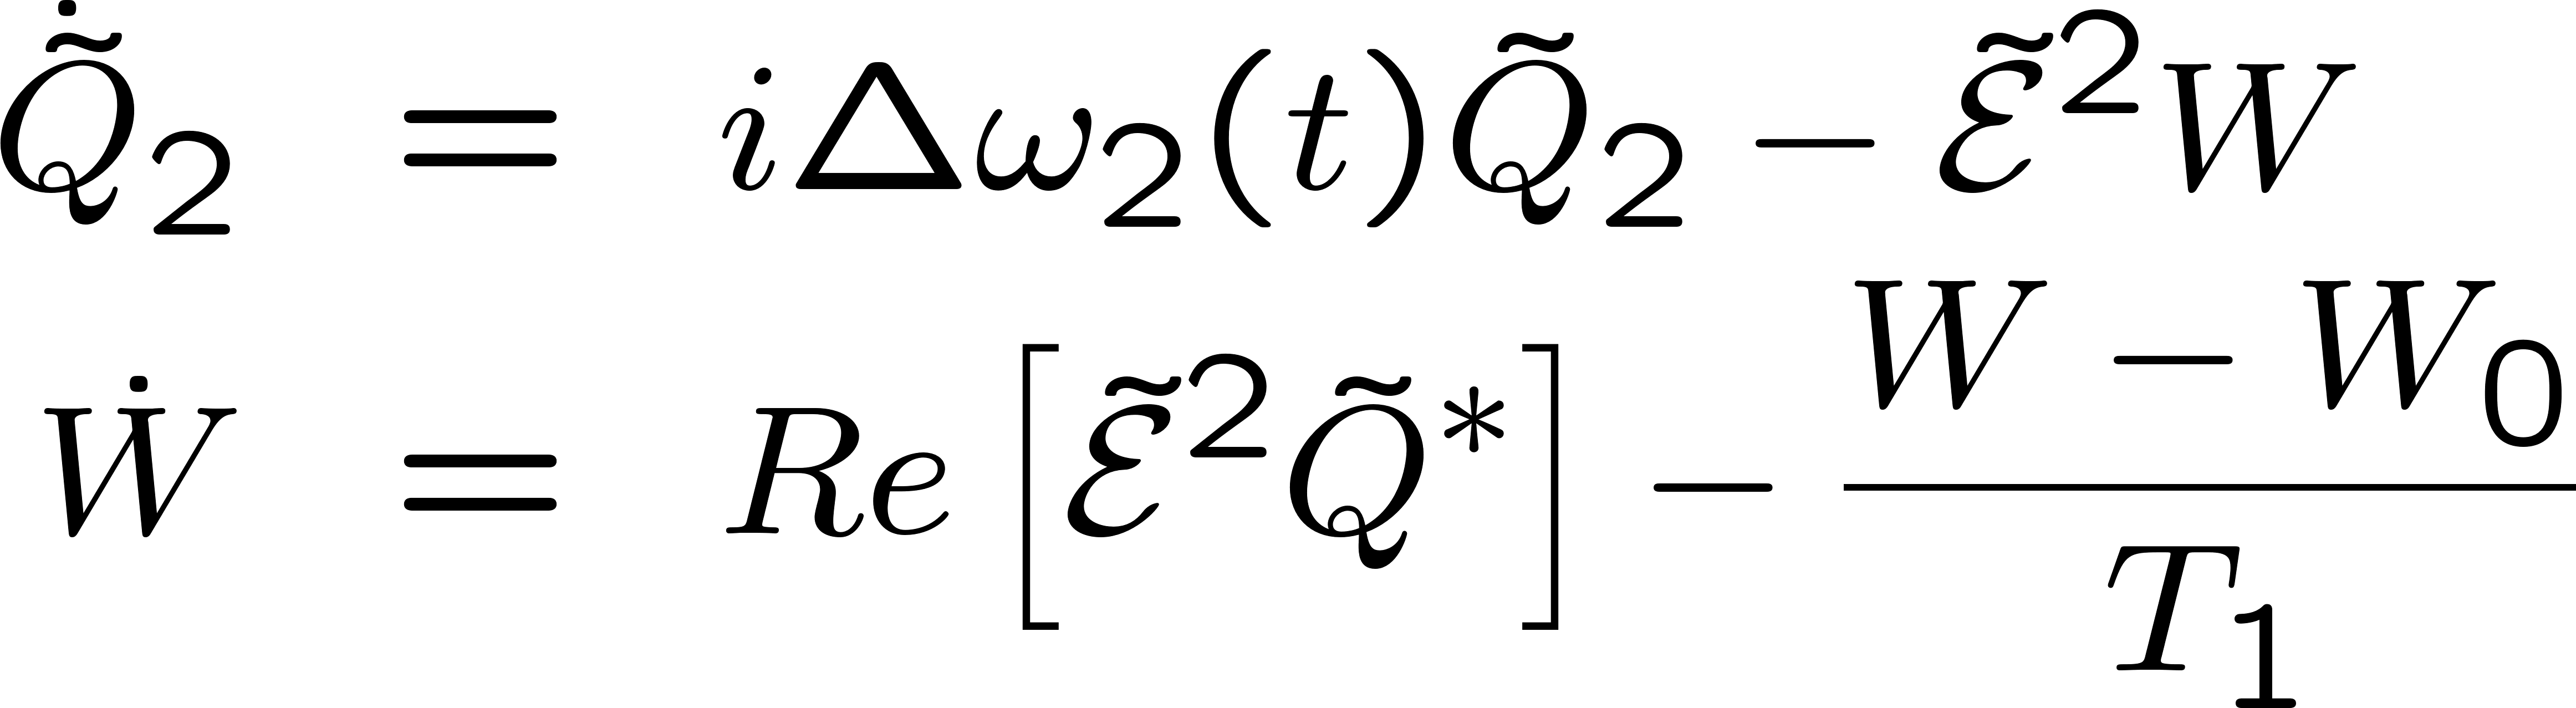 \dot{\tilde{Q}}_2 = i\Delta\omega_2(t)\tilde{Q}_2 - \tilde{\mathcal{E}}^2 W
\dot{W} = Re\left[\tilde{\mathcal{E}}^2\tilde{Q}^*\right] - \frac{W - W_0}{T_1}